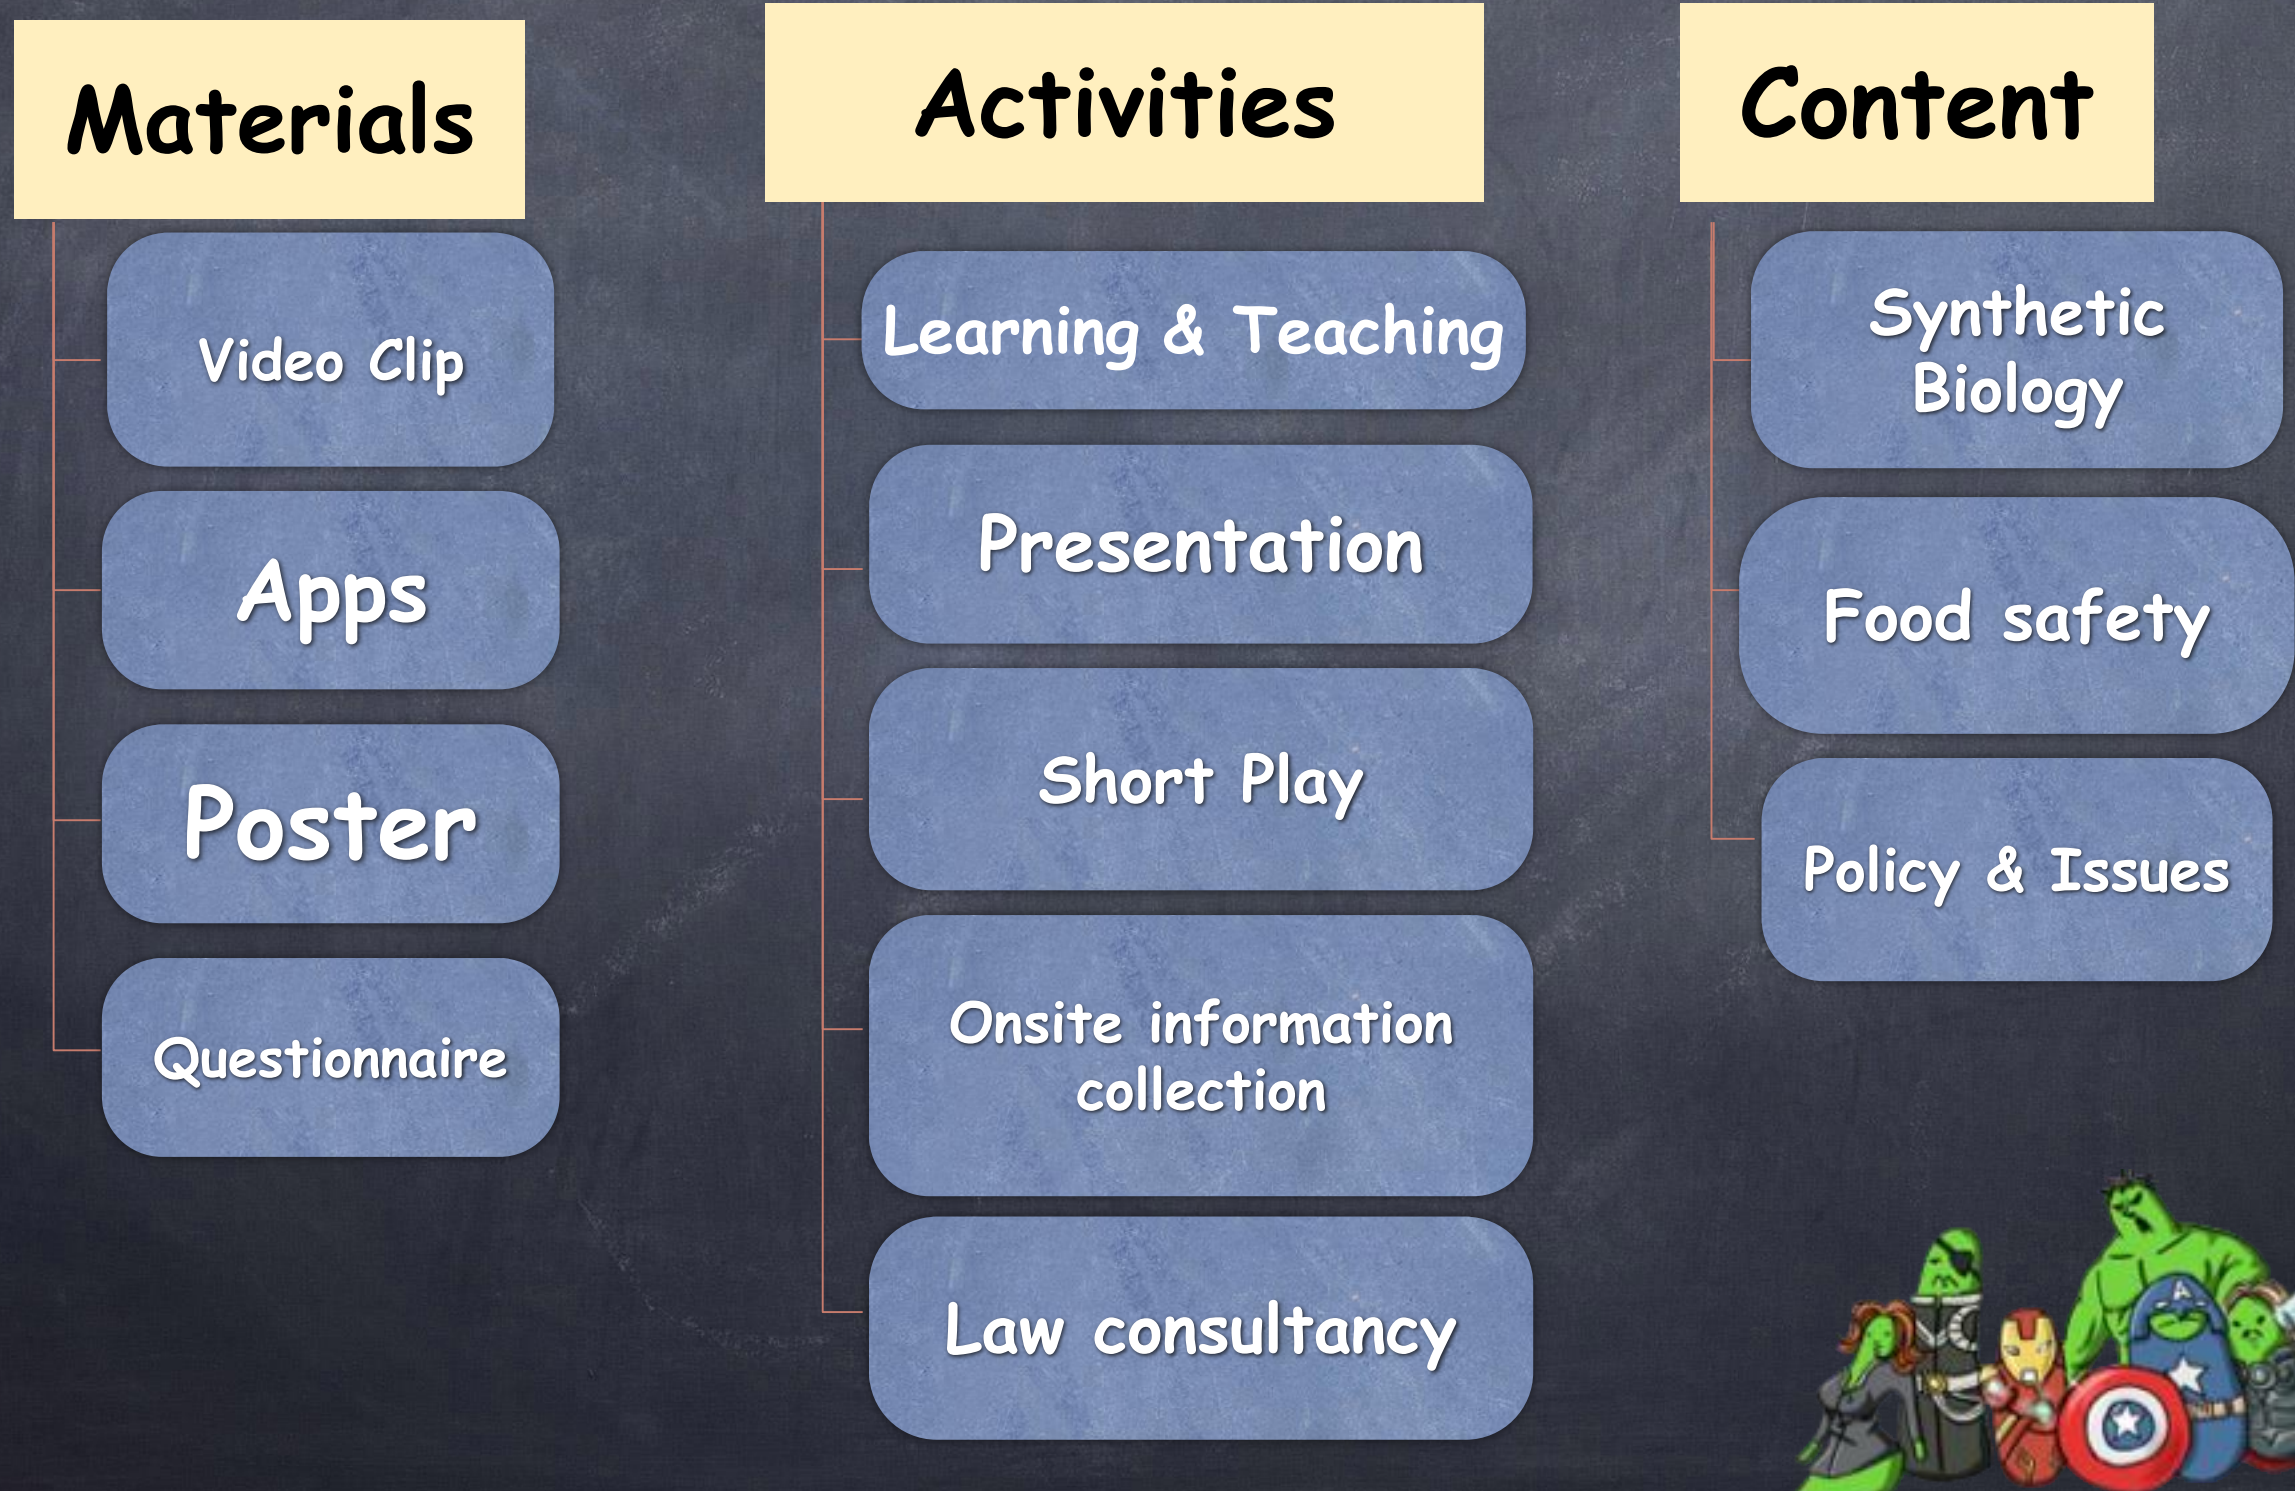 Materials
Video Clip
Apps
Poster
Questionnaire
Activities
Learning & Teaching
Presentation
Short Play
Onsite information
collection
Law consultancy
Content
Synthetic
Biology
Food safety
Policy & Issues